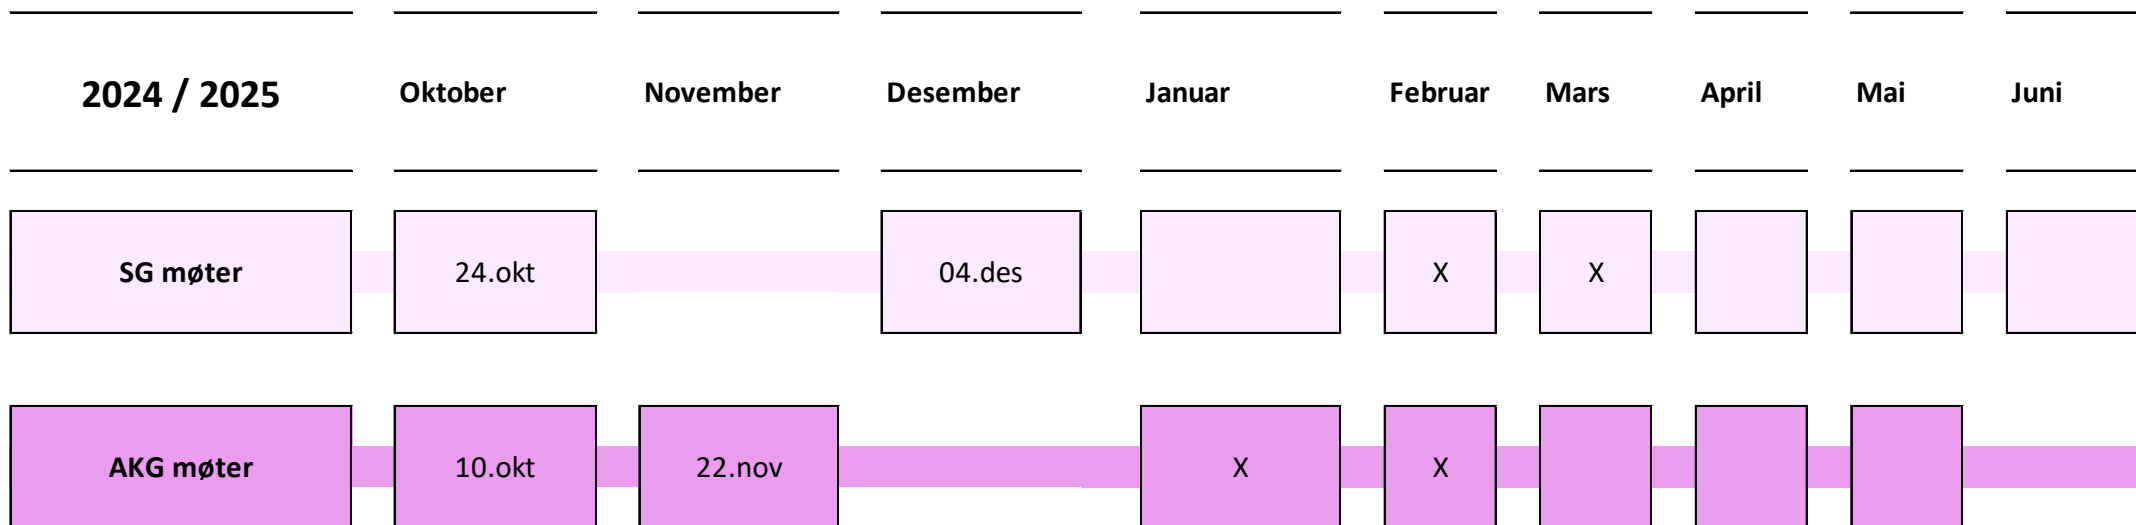 2024 / 2025 Oktober November Desember Januar Februar Mars April Mai Juni
SG møter 24.okt 04.des X X
AKG møter 10.okt 22.nov X X